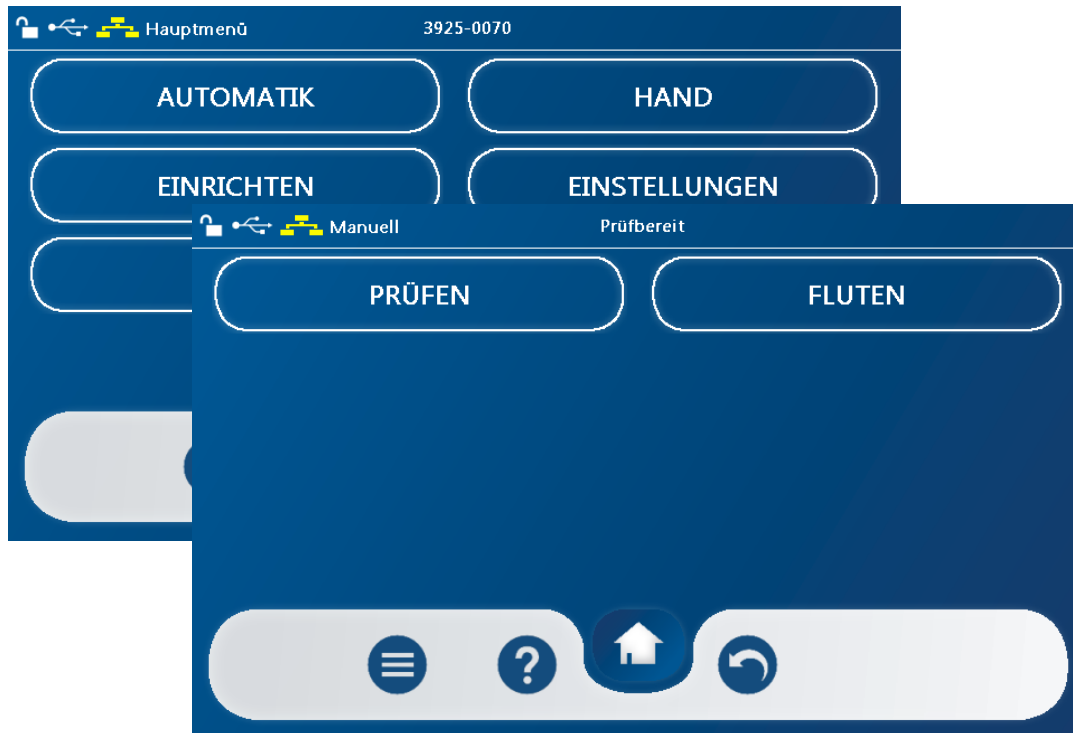 Hauptmenü
3925-0070
AUTOMATIK
HAND
EINRICHTEN
EINSTELLUNGEN
Manuell
Prüfbereit
PRÜFEN
FLUTEN
?